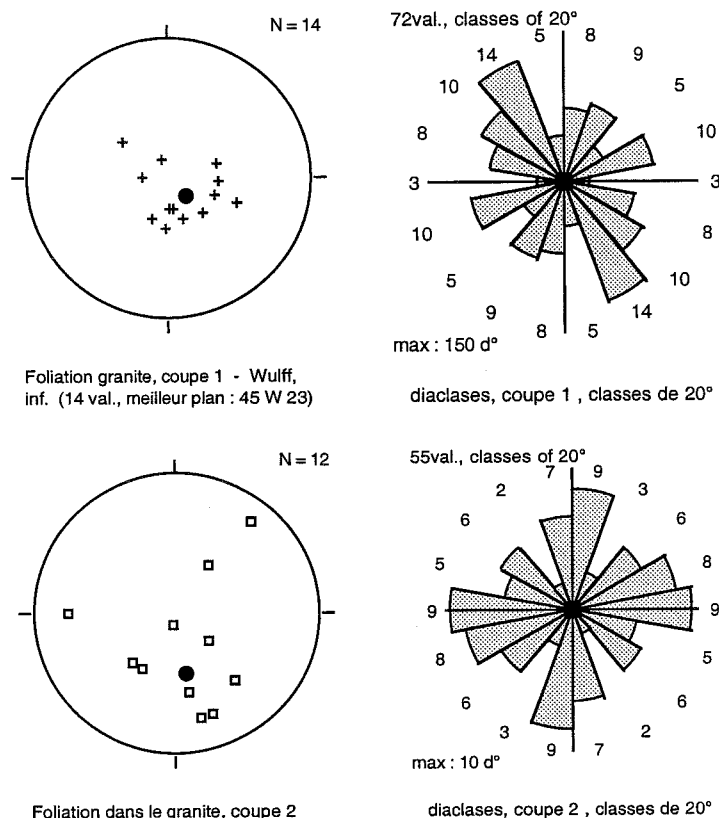 N = 14
72val., classes of 20°
5 8
14 9
10 5
8 10
3 3
10 8
5 10
9 14
8 5
max : 150 d°
Foliation granite, coupe 1 - Wulff,
inf. (14 val., meilleur plan : 45 W 23)
diaclases, coupe 1 , classes de 20°
N = 12
55val., classes of 20°
7 9
2 3
6 6
5 8
9 9
8 5
6 6
3 2
9 7
max : 10 d°
Foliation dans le granite, coupe 2
diaclases, coupe 2 , classes de 20°